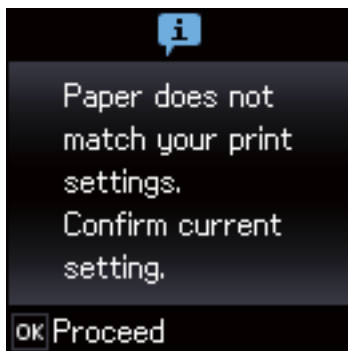 i
Paper does not
match your print
settings.
Confirm current
setting.
OK Proceed